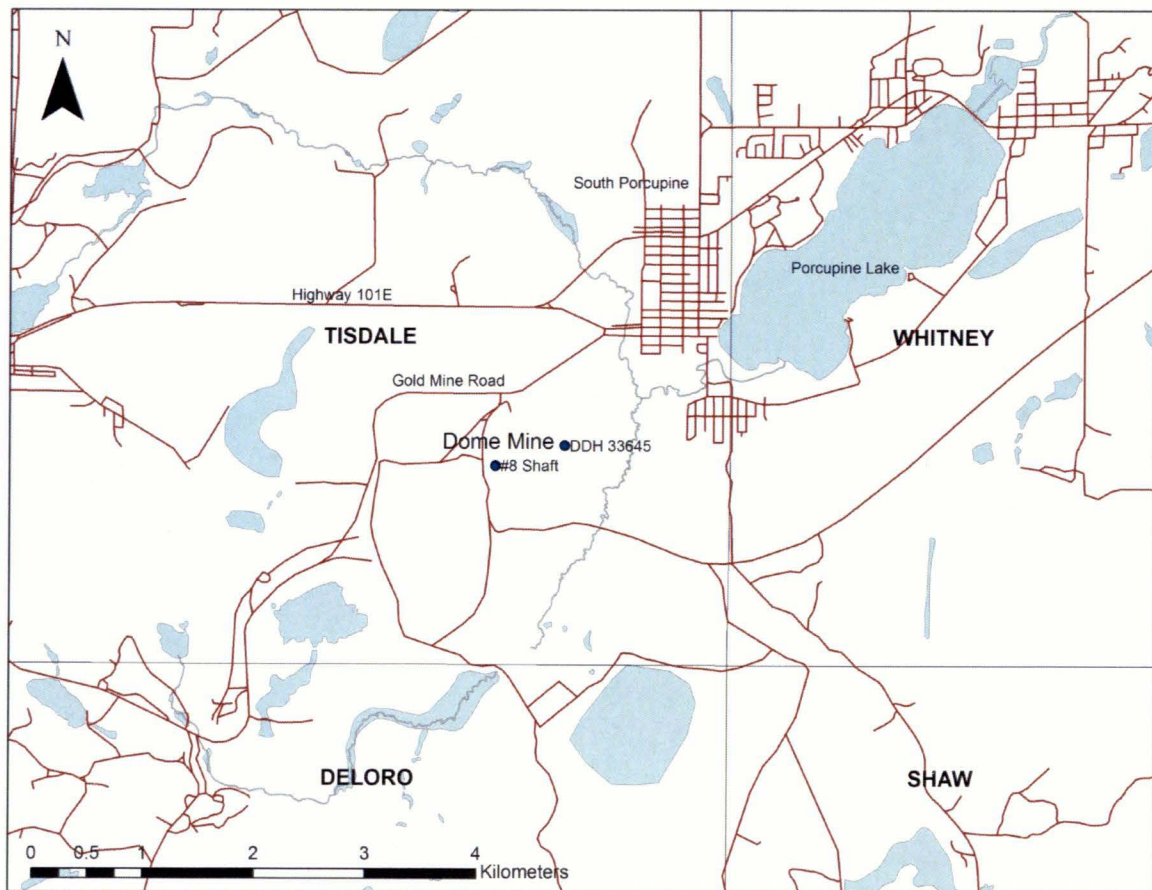 N
South Porcupine
Porcupine Lake
Highway 101E
TISDALE
WHITNEY
Gold Mine Road
Dome Mine
DDH 33645
#8 Shaft
DELORO
SHAW
0 0.5 1 2 3 4
Kilometers